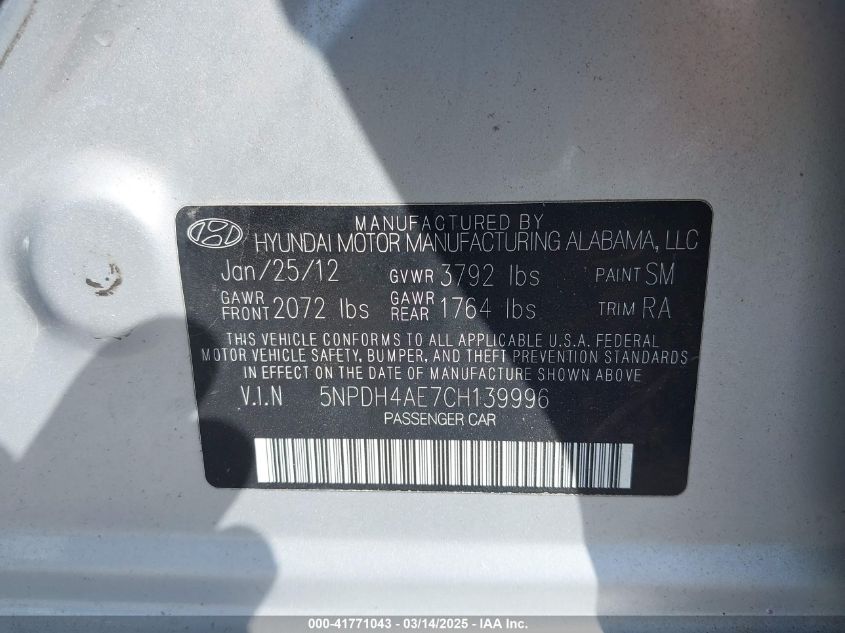 MANUFACTURED BY
HYUNDAI MOTOR MANUFACTURING ALABAMA, LLC
Jan/25/12 GVWR 3792 lbs PAINT SM
GAWR FRONT 2072 lbs GAWR REAR 1764 lbs TRIM RA
THIS VEHICLE CONFORMS TO ALL APPLICABLE U.S.A. FEDERAL
MOTOR VEHICLE SAFETY, BUMPER, AND THEFT PREVENTION STANDARDS
IN EFFECT ON THE DATE OF MANUFACTURE SHOWN ABOVE
V.I.N 5NPDH4AE7CH139996
PASSENGER CAR
000-41771043 - 03/14/2025 - IAA Inc.